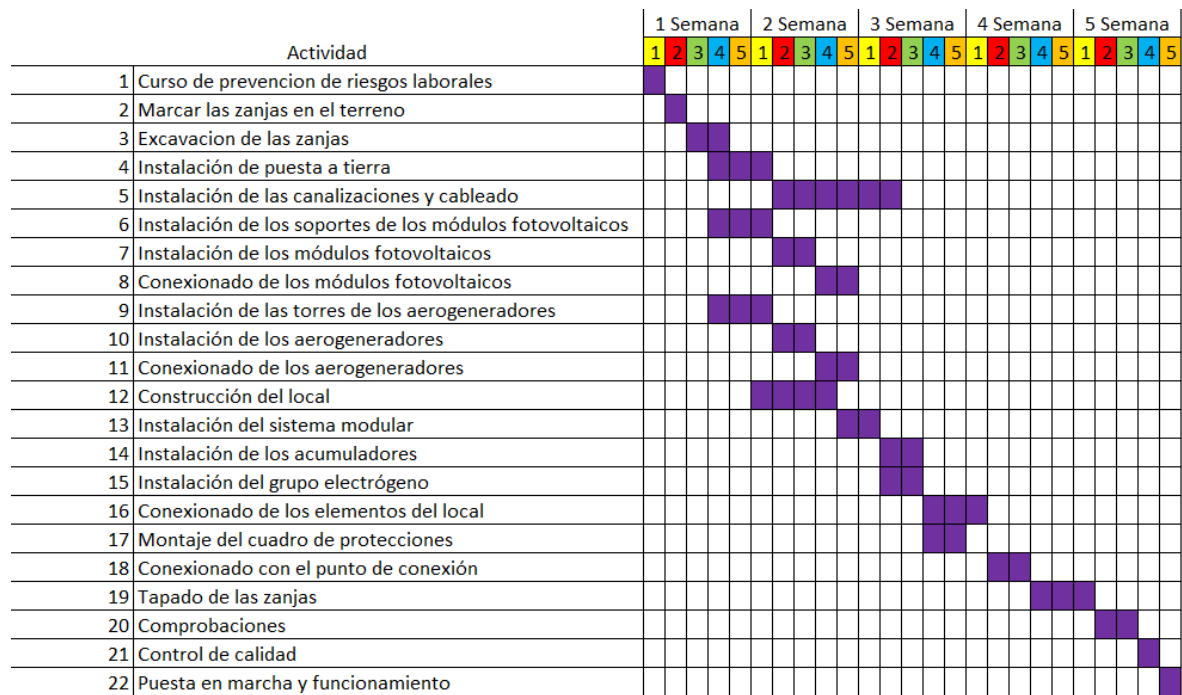 1 Semana 2 Semana 3 Semana 4 Semana 5 Semana
Actividad 1 2 3 4 5 1 2 3 4 5 1 2 3 4 5 1 2 3 4 5 1 2 3 4 5
1 Curso de prevencion de riesgos laborales
2 Marcar las zanjas en el terreno
3 Excavacion de las zanjas
4 Instalación de puesta a tierra
5 Instalación de las canalizaciones y cableado
6 Instalación de los soportes de los módulos fotovoltaicos
7 Instalación de los módulos fotovoltaicos
8 Conexionado de los módulos fotovoltaicos
9 Instalación de las torres de los aerogeneradores
10 Instalación de los aerogeneradores
11 Conexionado de los aerogeneradores
12 Construcción del local
13 Instalación del sistema modular
14 Instalación de los acumuladores
15 Instalación del grupo electrógeno
16 Conexionado de los elementos del local
17 Montaje del cuadro de protecciones
18 Conexionado con el punto de conexión
19 Tapado de las zanjas
20 Comprobaciones
21 Control de calidad
22 Puesta en marcha y funcionamiento